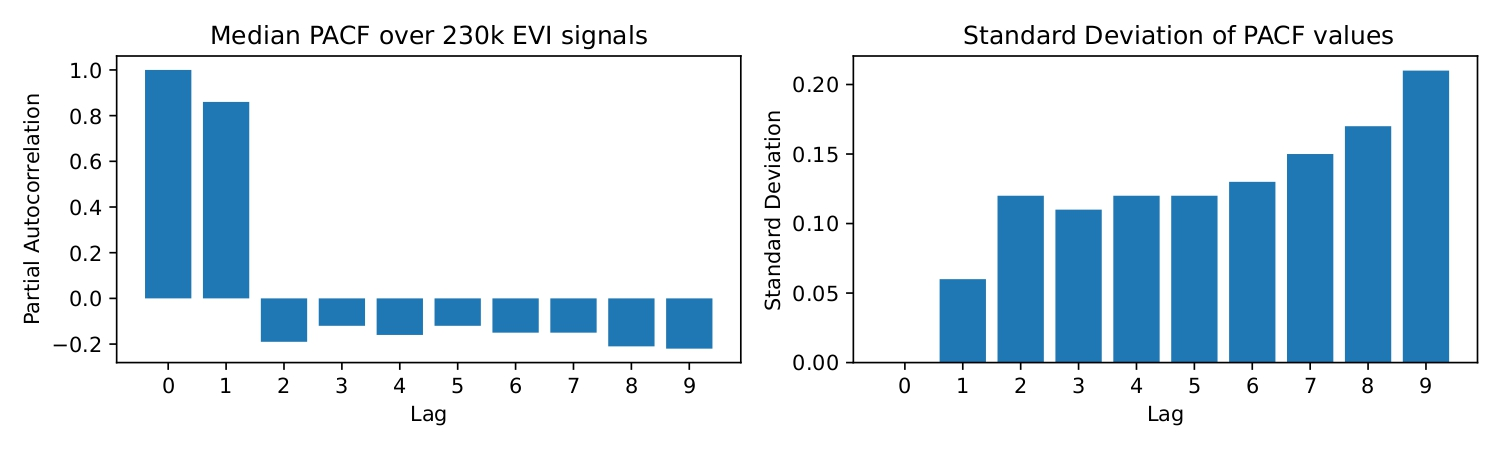 Median PACF over 230k EVI signals
Partial Autocorrelation
1.0
0.8
0.6
0.4
0.2
0.0
−0.2
0 1 2 3 4 5 6 7 8 9
Lag
Standard Deviation of PACF values
Standard Deviation
0.20
0.15
0.10
0.05
0.00
0 1 2 3 4 5 6 7 8 9
Lag